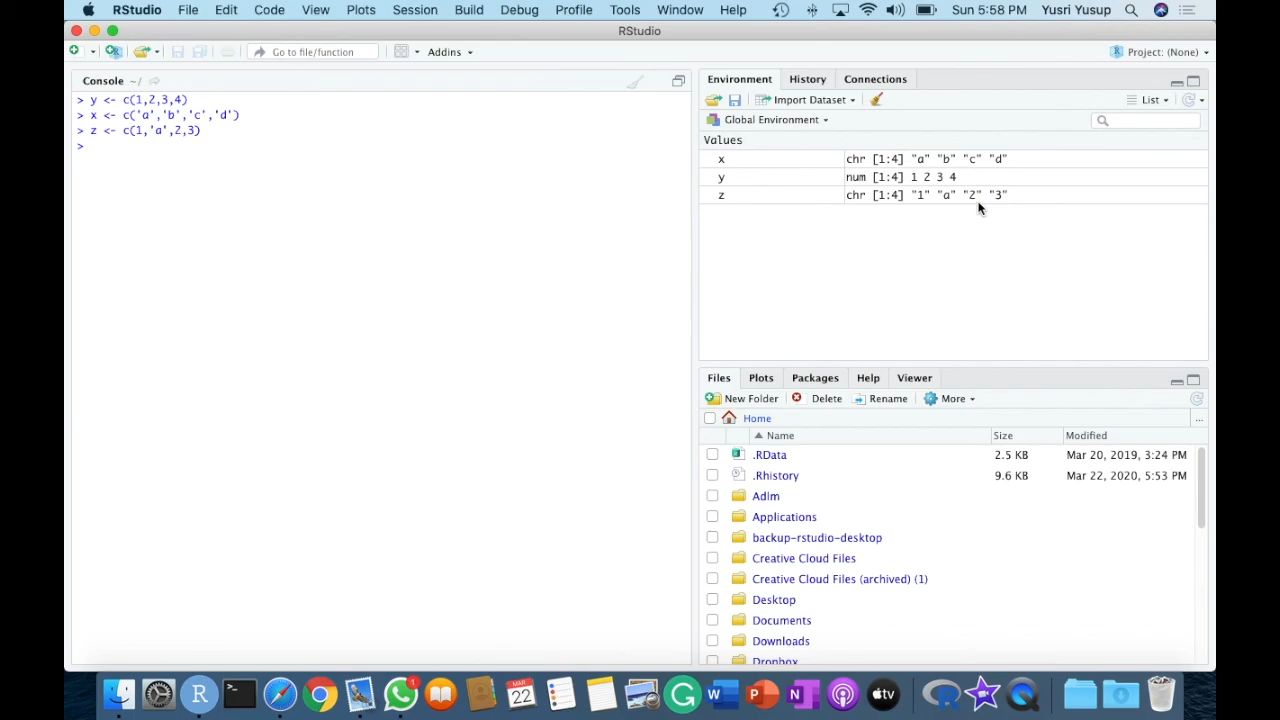 RStudio File Edit Code View Plots Session Build Debug Profile Tools Window Help Sun 5:58 PM Yusri Yusup
RStudio
Go to file/function Addins Project: (None)
Console ~/
> y <- c(1,2,3,4)
> x <- c('a','b','c','d')
> z <- c(1,'a',2,3)
>
Environment History Connections
Import Dataset List
Global Environment
Values
x chr [1:4] "a" "b" "c" "d"
y num [1:4] 1 2 3 4
z chr [1:4] "1" "a" "2" "3"
Files Plots Packages Help Viewer
New Folder Delete Rename More
Home ...
Name Size Modified
.RData 2.5 KB Mar 20, 2019, 3:24 PM
.Rhistory 9.6 KB Mar 22, 2020, 5:53 PM
Adlm
Applications
backup-rstudio-desktop
Creative Cloud Files
Creative Cloud Files (archived) (1)
Desktop
Documents
Downloads
Dropbox
R >_ 1 MAR 22 G W P N tv